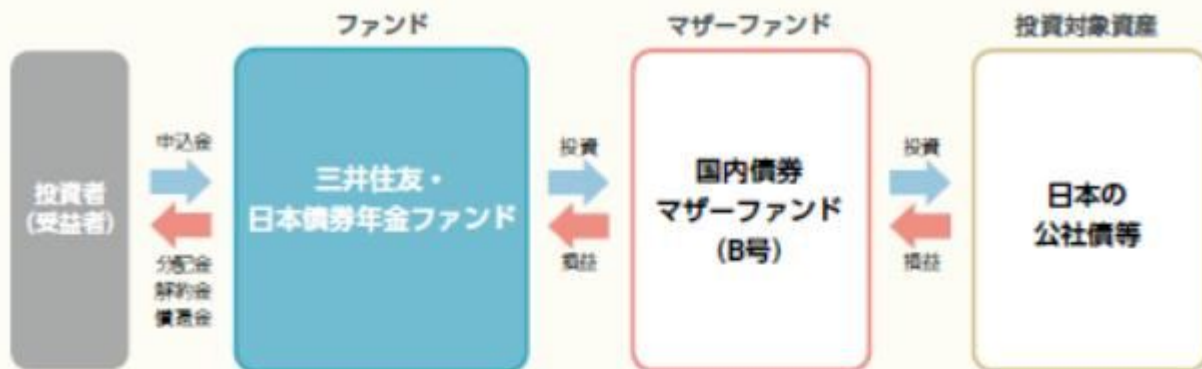 ファンド
マザーファンド
投資対象資産
投資者
(受益者)
申込金
分配金
解約金
償還金
三井住友・
日本債券年金ファンド
投資
損益
国内債券
マザーファンド
(B号)
投資
損益
日本の
公社債等